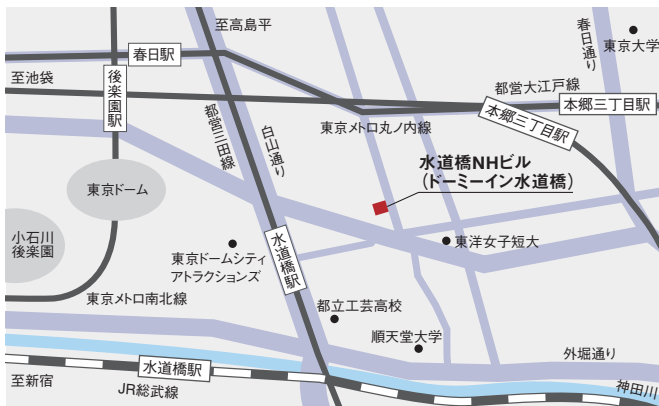 至高島平
春日通り
東京大学
春日駅
至池袋
後楽園駅
都営大江戸線
本郷三丁目駅
本郷三丁目駅
都営三田線
白山通り
東京メトロ丸ノ内線
水道橋NHビル
(ドーミーイン水道橋)
東京ドーム
小石川
後楽園
東京ドームシティ
アトラクションズ
水道橋駅
東洋女子短大
東京メトロ南北線
都立工芸高校
順天堂大学
外堀通り
水道橋駅
至新宿
JR総武線
神田川